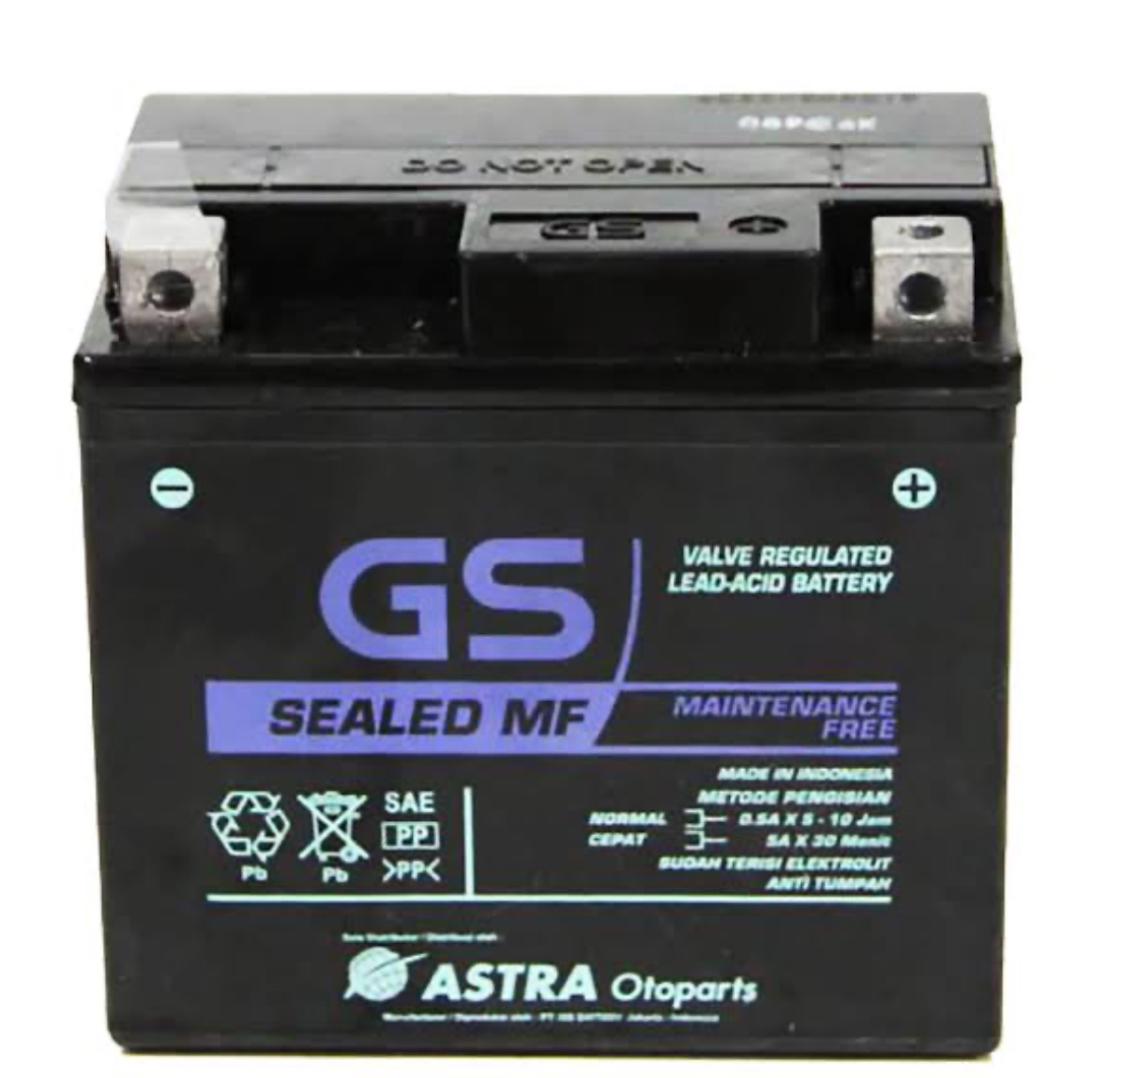 DO NOT OPEN
GS +
− +
GS
VALVE REGULATED
LEAD-ACID BATTERY
SEALED MF
MAINTENANCE
FREE
MADE IN INDONESIA
METODE PENGISIAN
NORMAL 0.5A X 5 - 10 Jam
CEPAT 5A X 30 Menit
SUDAH TERISI ELEKTROLIT
ANTI TUMPAH
SAE
PP
>PP<
Pb Pb
ASTRA Otoparts